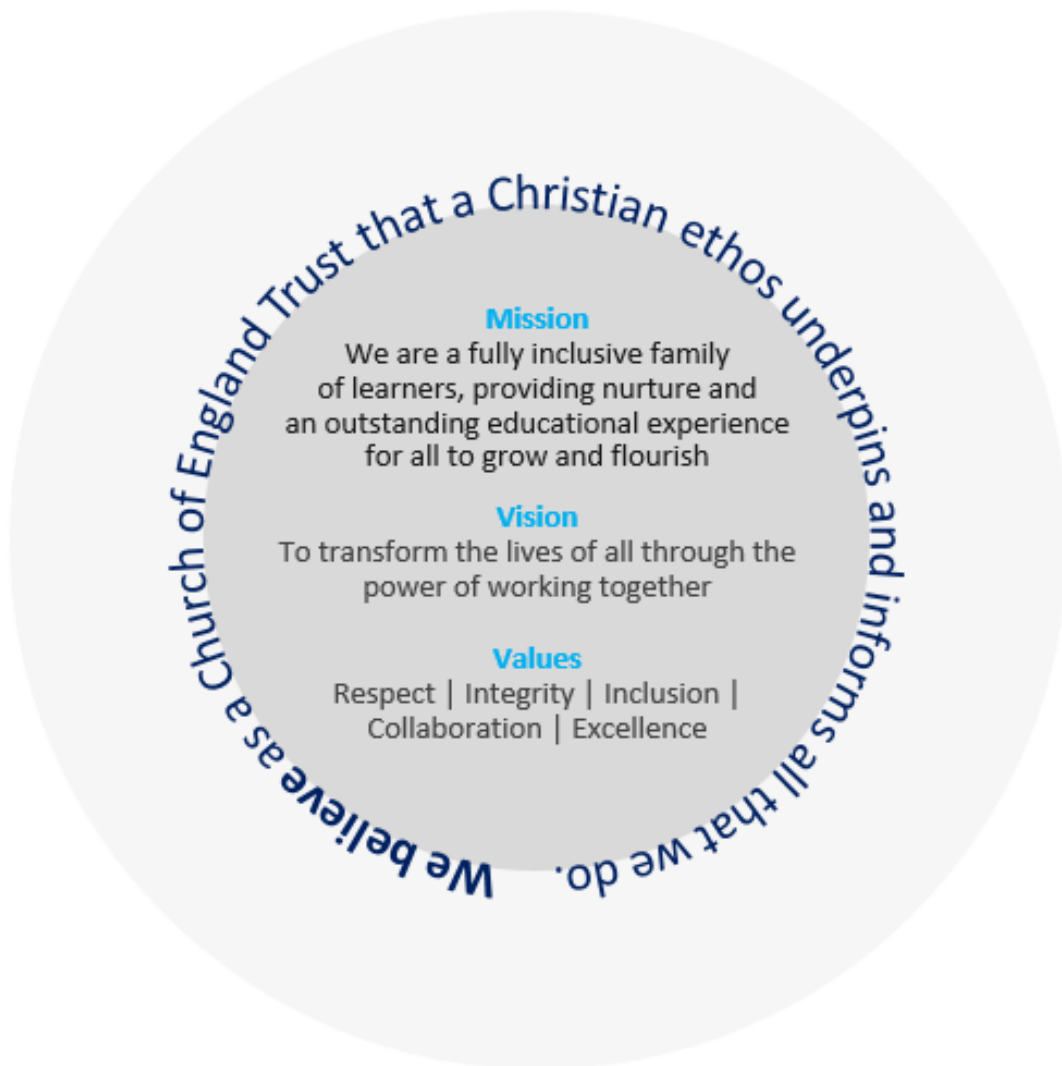 We believe as a Church of England Trust that a Christian ethos underpins and informs all that we do.
Mission
We are a fully inclusive family
of learners, providing nurture and
an outstanding educational experience
for all to grow and flourish
Vision
To transform the lives of all through the
power of working together
Values
Respect | Integrity | Inclusion |
Collaboration | Excellence